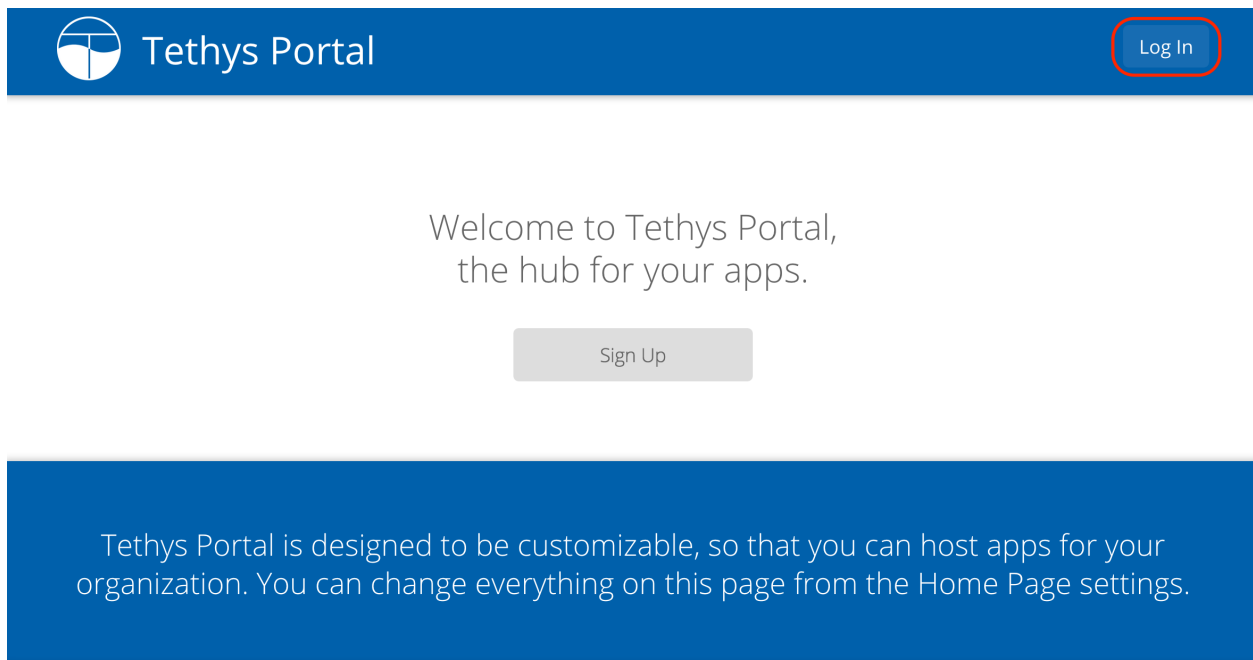 Tethys Portal
Log In
Welcome to Tethys Portal,
the hub for your apps.
Sign Up
Tethys Portal is designed to be customizable, so that you can host apps for your
organization. You can change everything on this page from the Home Page settings.